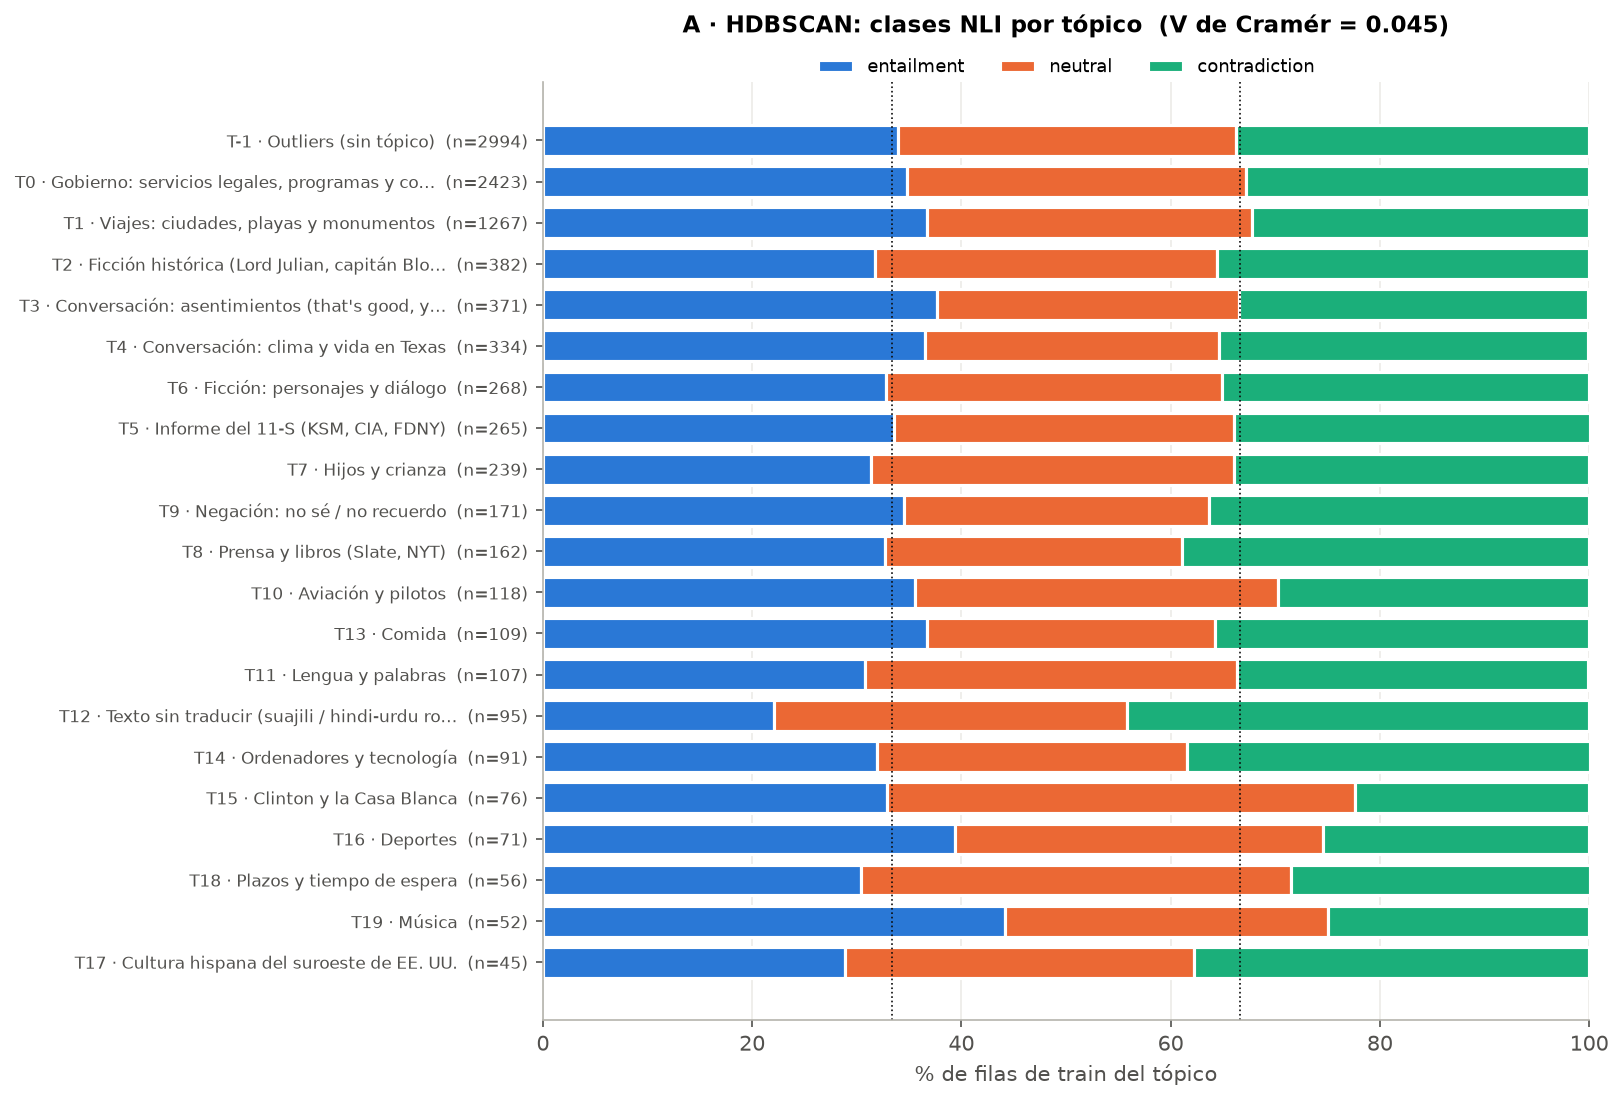 A · HDBSCAN: clases NLI por tópico  (V de Cramér = 0.045)
entailment neutral contradiction
T-1 · Outliers (sin tópico)  (n=2994)
T0 · Gobierno: servicios legales, programas y co…  (n=2423)
T1 · Viajes: ciudades, playas y monumentos  (n=1267)
T2 · Ficción histórica (Lord Julian, capitán Blo…  (n=382)
T3 · Conversación: asentimientos (that's good, y…  (n=371)
T4 · Conversación: clima y vida en Texas  (n=334)
T6 · Ficción: personajes y diálogo  (n=268)
T5 · Informe del 11-S (KSM, CIA, FDNY)  (n=265)
T7 · Hijos y crianza  (n=239)
T9 · Negación: no sé / no recuerdo  (n=171)
T8 · Prensa y libros (Slate, NYT)  (n=162)
T10 · Aviación y pilotos  (n=118)
T13 · Comida  (n=109)
T11 · Lengua y palabras  (n=107)
T12 · Texto sin traducir (suajili / hindi-urdu ro…  (n=95)
T14 · Ordenadores y tecnología  (n=91)
T15 · Clinton y la Casa Blanca  (n=76)
T16 · Deportes  (n=71)
T18 · Plazos y tiempo de espera  (n=56)
T19 · Música  (n=52)
T17 · Cultura hispana del suroeste de EE. UU.  (n=45)
0 20 40 60 80 100
% de filas de train del tópico